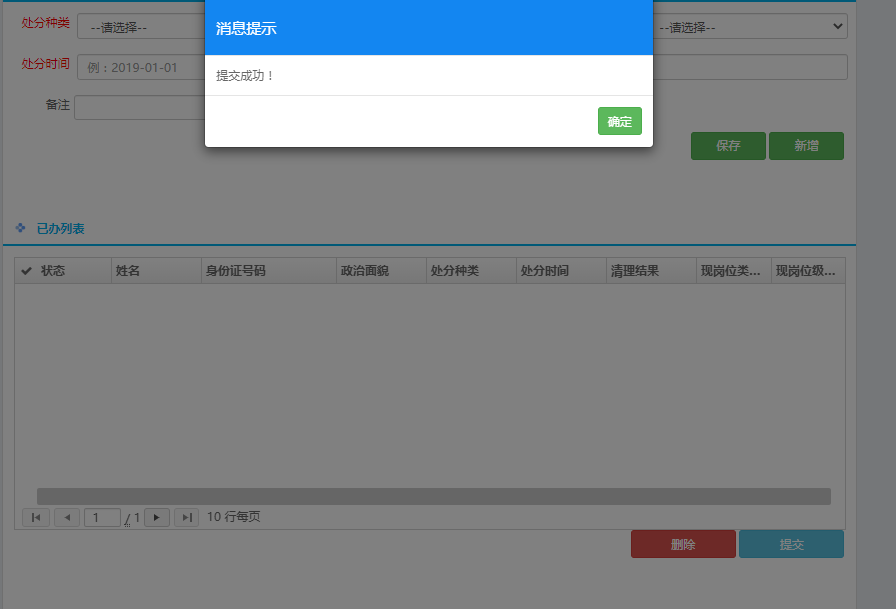 消息提示
处分种类 --请选择-- --请选择--
处分时间 例：2019-01-01
提交成功！
备注
确定
保存 新增
已办列表
状态 姓名 身份证号码 政治面貌 处分种类 处分时间 清理结果 现岗位类... 现岗位级...
1 / 1 10 行每页
删除 提交